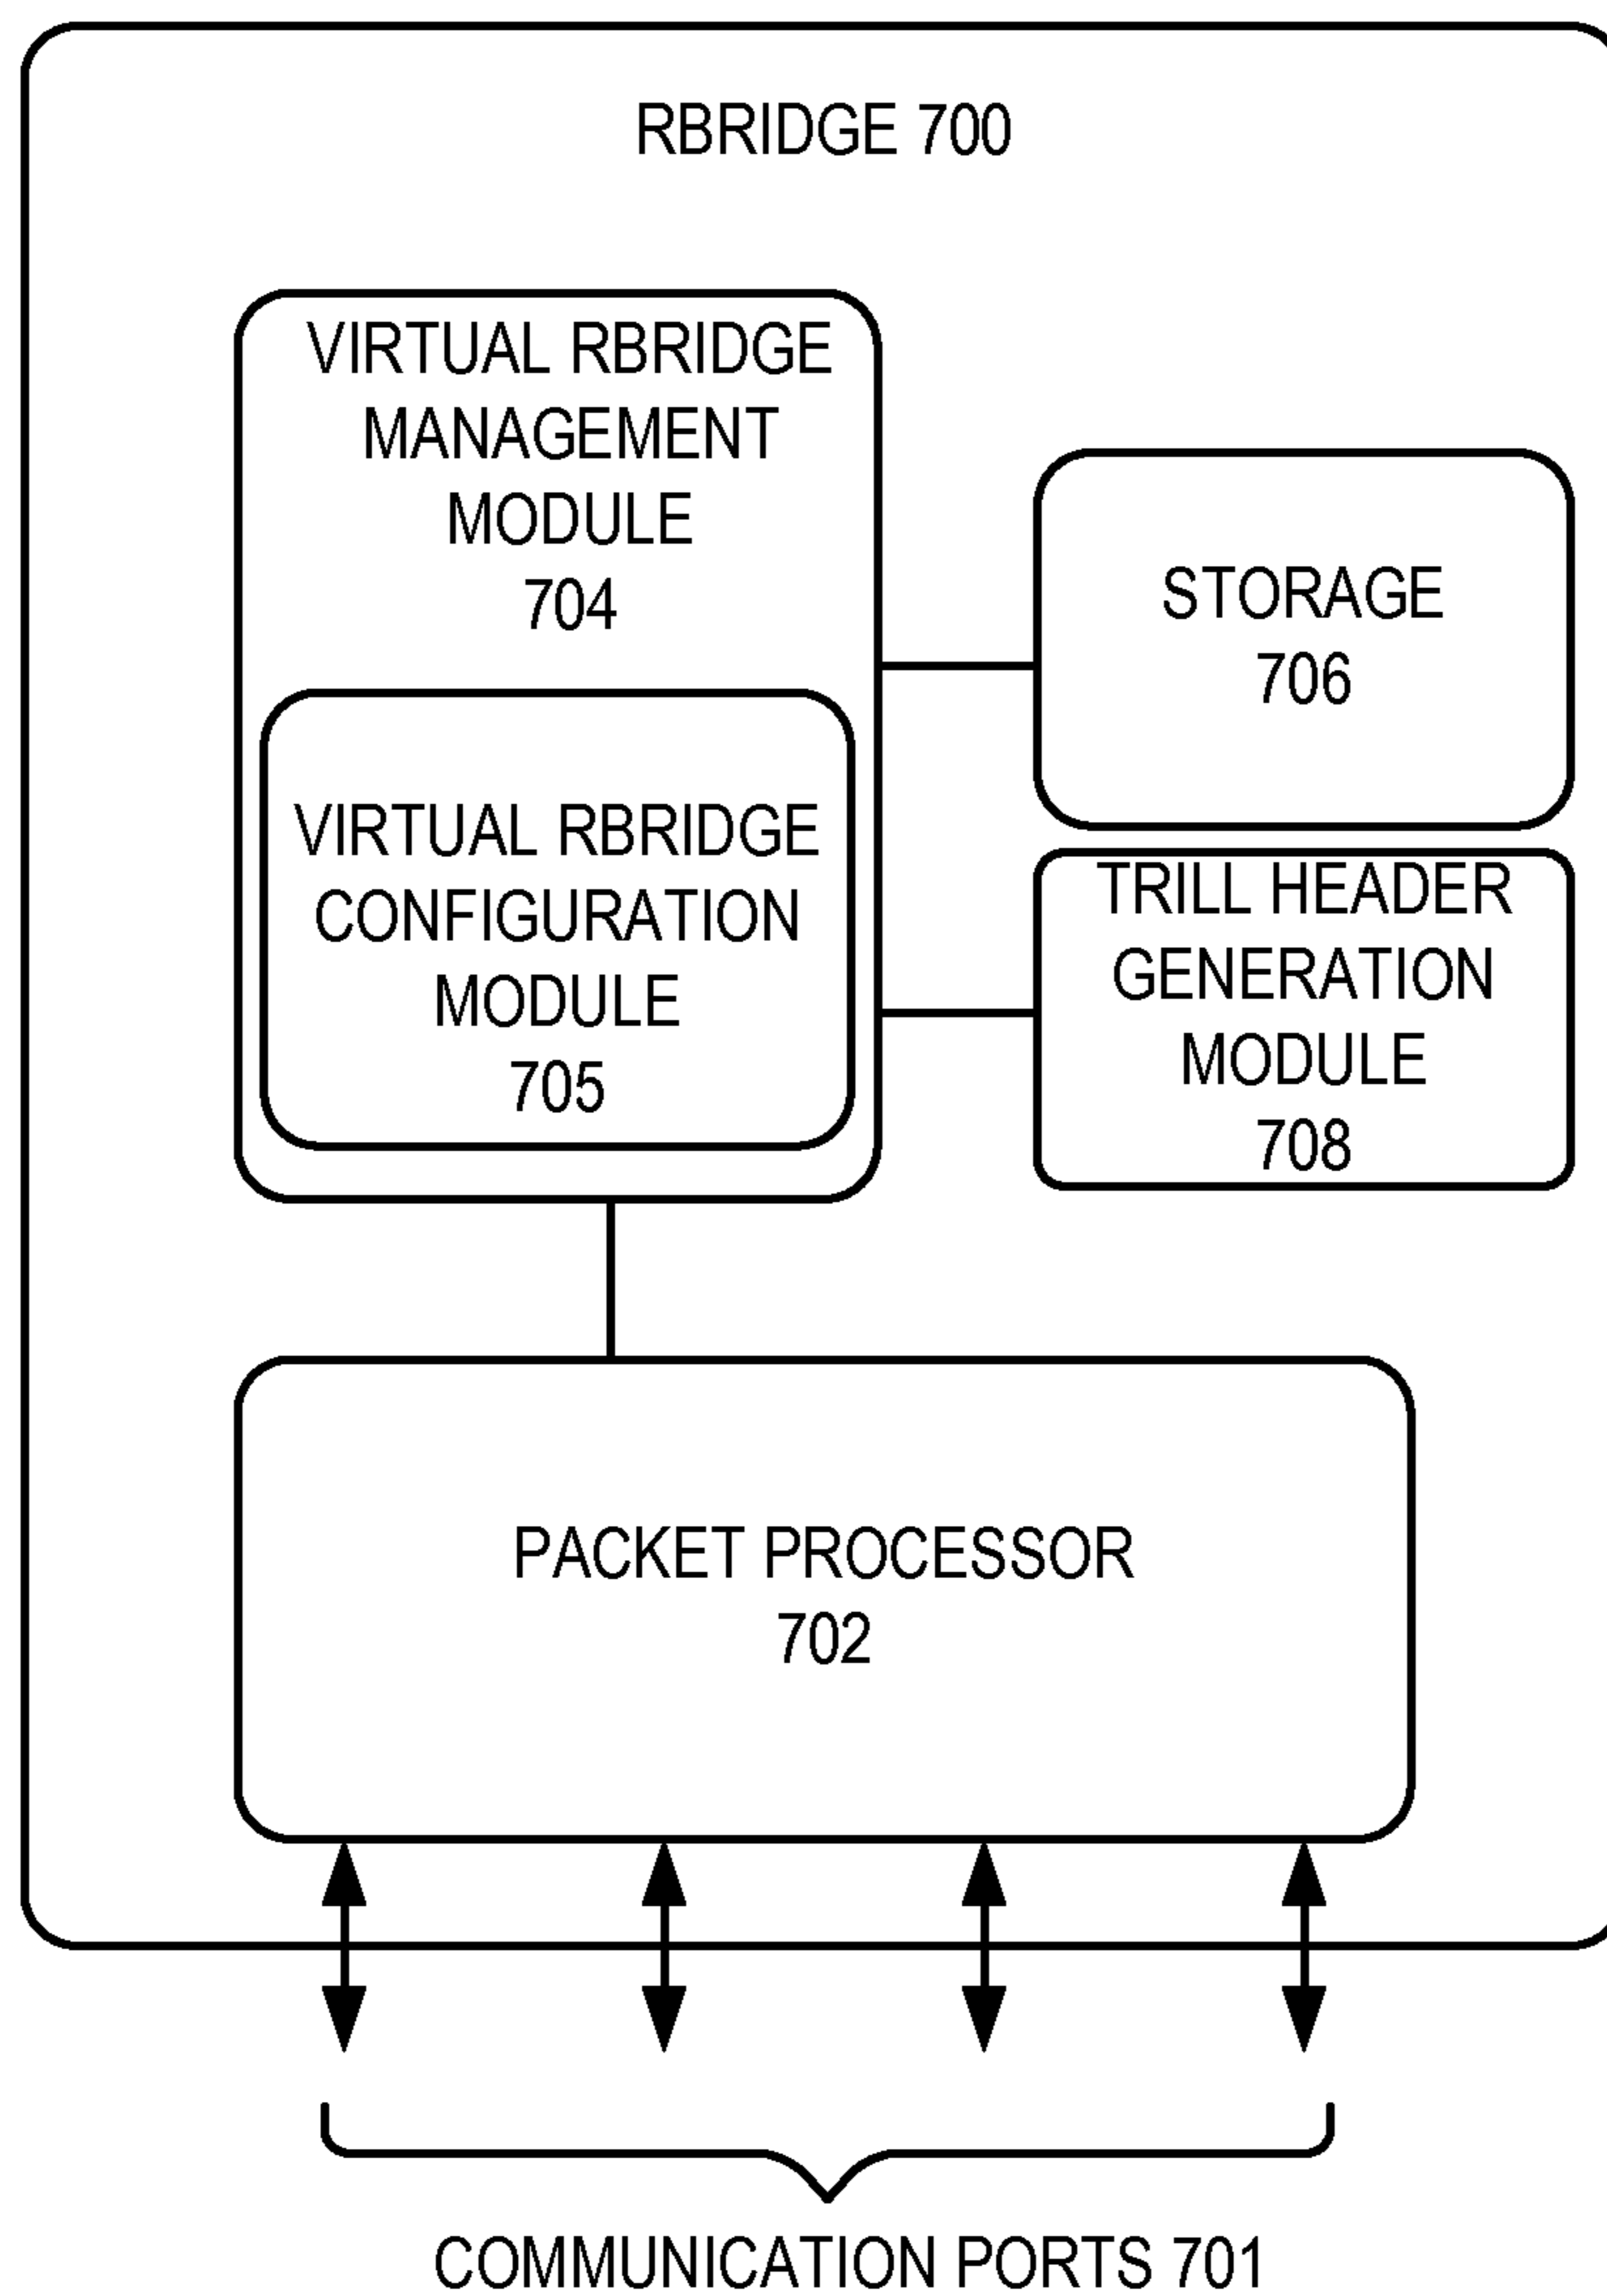 RBRIDGE 700
VIRTUAL RBRIDGE
MANAGEMENT
MODULE
704
STORAGE
706
VIRTUAL RBRIDGE
CONFIGURATION
MODULE
705
TRILL HEADER
GENERATION
MODULE
708
PACKET PROCESSOR
702
COMMUNICATION PORTS 701